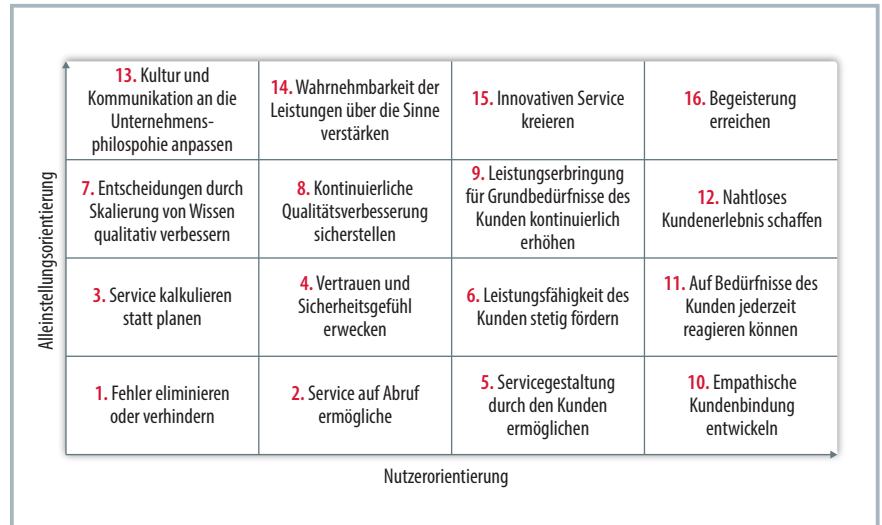 13. Kultur und
Kommunikation an die
Unternehmens-
philospohie anpassen
14. Wahrnehmbarkeit der
Leistungen über die Sinne
verstärken
15. Innovativen Service
kreieren
16. Begeisterung
erreichen
7. Entscheidungen durch
Skalierung von Wissen
qualitativ verbessern
8. Kontinuierliche
Qualitätsverbesserung
sicherstellen
9. Leistungserbringung
für Grundbedürfnisse des
Kunden kontinuierlich
erhöhen
12. Nahtloses
Kundenerlebnis schaffen
3. Service kalkulieren
statt planen
4. Vertrauen und
Sicherheitsgefühl
erwecken
6. Leistungsfähigkeit des
Kunden stetig fördern
11. Auf Bedürfnisse des
Kunden jederzeit
reagieren können
1. Fehler eliminieren
oder verhindern
2. Service auf Abruf
ermögliche
5. Servicegestaltung
durch den Kunden
ermöglichen
10. Empathische
Kundenbindung
entwickeln
Alleinstellungsorientierung
Nutzerorientierung